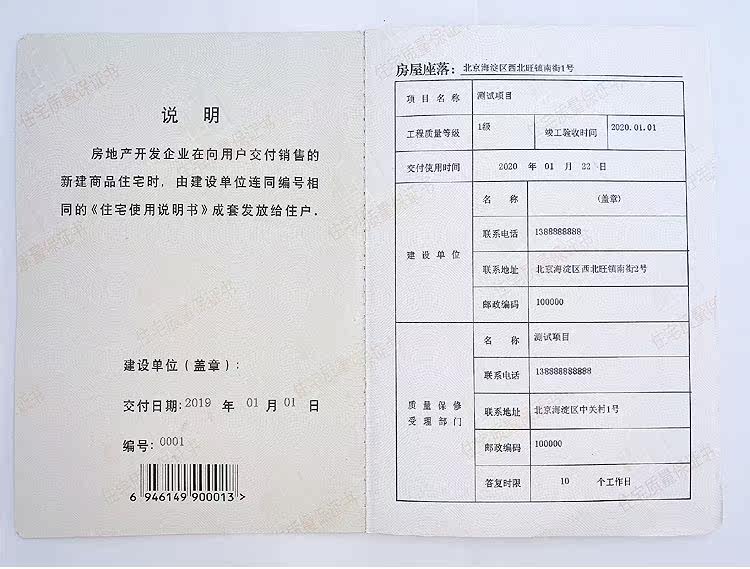 说 明
房地产开发企业在向用户交付销售的
新建商品住宅时，由建设单位连同编号相
同的《住宅使用说明书》成套发放给住户.
建设单位(盖章)：
交付日期:2019 年 01 月 01 日
编号: 0001
6 946149 900013 >
房屋座落: 北京海淀区西北旺镇南街1号
项目名称 测试项目
工程质量等级 1级 竣工验收时间 2020.01.01
交付使用时间 2020 年 01 月 22 日
建设单位
名 称 (盖章)
联系电话 1388888888
联系地址 北京海淀区西北旺镇南街2号
邮政编码 100000
质量保修
受理部门
名 称 测试项目
联系电话 138888888888
联系地址 北京海淀区中关村1号
邮政编码 100000
答复时限 10 个工作日
住宅质量保证书